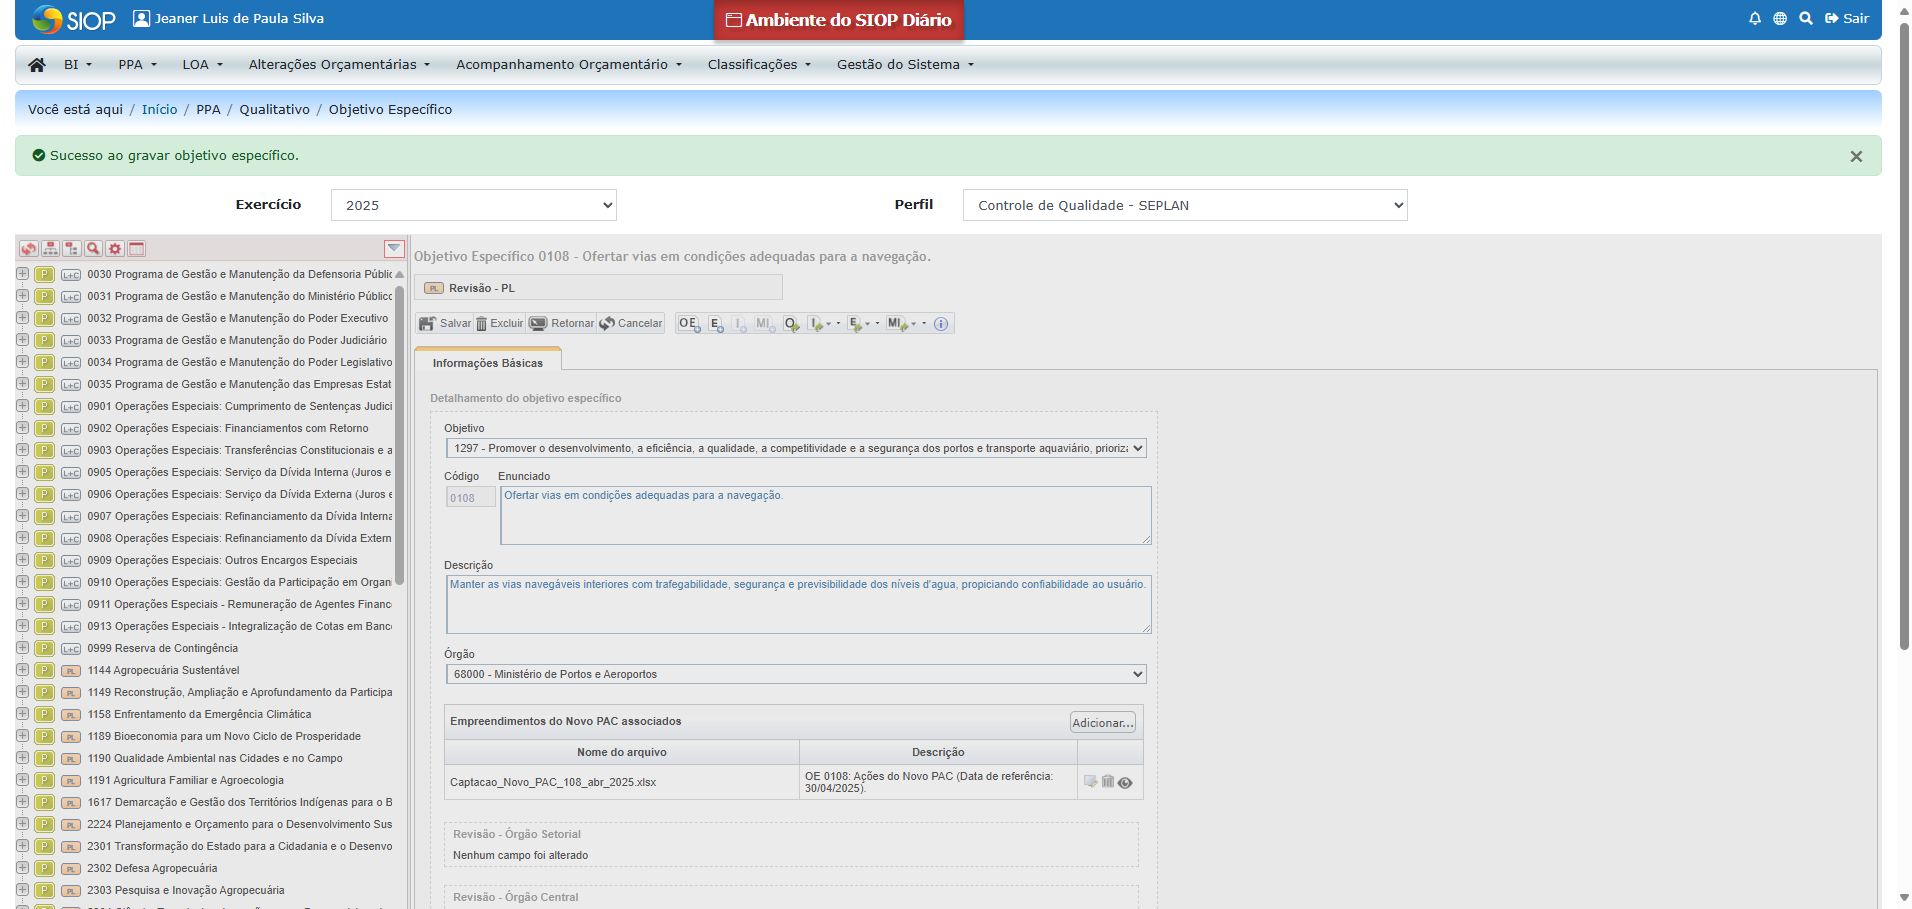 SIOP
Jeaner Luis de Paula Silva
Ambiente do SIOP Diário
Sair
BI
PPA
LOA
Alterações Orçamentárias
Acompanhamento Orçamentário
Classificações
Gestão do Sistema
Você está aqui / Início / PPA / Qualitativo / Objetivo Específico
Sucesso ao gravar objetivo específico.
×
Exercício
2025
Perfil
Controle de Qualidade - SEPLAN
P L+C 0030 Programa de Gestão e Manutenção da Defensoria Públic
P L+C 0031 Programa de Gestão e Manutenção do Ministério Público
P L+C 0032 Programa de Gestão e Manutenção do Poder Executivo
P L+C 0033 Programa de Gestão e Manutenção do Poder Judiciário
P L+C 0034 Programa de Gestão e Manutenção do Poder Legislativo
P L+C 0035 Programa de Gestão e Manutenção das Empresas Estat
P L+C 0901 Operações Especiais: Cumprimento de Sentenças Judici
P L+C 0902 Operações Especiais: Financiamentos com Retorno
P L+C 0903 Operações Especiais: Transferências Constitucionais e a
P L+C 0905 Operações Especiais: Serviço da Dívida Interna (Juros e
P L+C 0906 Operações Especiais: Serviço da Dívida Externa (Juros e
P L+C 0907 Operações Especiais: Refinanciamento da Dívida Interna
P L+C 0908 Operações Especiais: Refinanciamento da Dívida Extern
P L+C 0909 Operações Especiais: Outros Encargos Especiais
P L+C 0910 Operações Especiais: Gestão da Participação em Organi
P L+C 0911 Operações Especiais - Remuneração de Agentes Financ
P L+C 0913 Operações Especiais - Integralização de Cotas em Banc
P L+C 0999 Reserva de Contingência
P PL 1144 Agropecuária Sustentável
P PL 1149 Reconstrução, Ampliação e Aprofundamento da Participa
P PL 1158 Enfrentamento da Emergência Climática
P PL 1189 Bioeconomia para um Novo Ciclo de Prosperidade
P PL 1190 Qualidade Ambiental nas Cidades e no Campo
P PL 1191 Agricultura Familiar e Agroecologia
P PL 1617 Demarcação e Gestão dos Territórios Indígenas para o B
P PL 2224 Planejamento e Orçamento para o Desenvolvimento Sus
P PL 2301 Transformação do Estado para a Cidadania e o Desenvo
P PL 2302 Defesa Agropecuária
P PL 2303 Pesquisa e Inovação Agropecuária
Objetivo Específico 0108 - Ofertar vias em condições adequadas para a navegação.
PL Revisão - PL
Salvar Excluir Retornar Cancelar OE E I MI O I E MI
Informações Básicas
Detalhamento do objetivo específico
Objetivo
1297 - Promover o desenvolvimento, a eficiência, a qualidade, a competitividade e a segurança dos portos e transporte aquaviário, prioriza
Código Enunciado
0108
Ofertar vias em condições adequadas para a navegação.
Descrição
Manter as vias navegáveis interiores com trafegabilidade, segurança e previsibilidade dos níveis d'agua, propiciando confiabilidade ao usuário.
Órgão
68000 - Ministério de Portos e Aeroportos
Empreendimentos do Novo PAC associados
Adicionar...
Nome do arquivo Descrição
Captacao_Novo_PAC_108_abr_2025.xlsx
OE 0108: Ações do Novo PAC (Data de referência:
30/04/2025).
Revisão - Órgão Setorial
Nenhum campo foi alterado
Revisão - Órgão Central